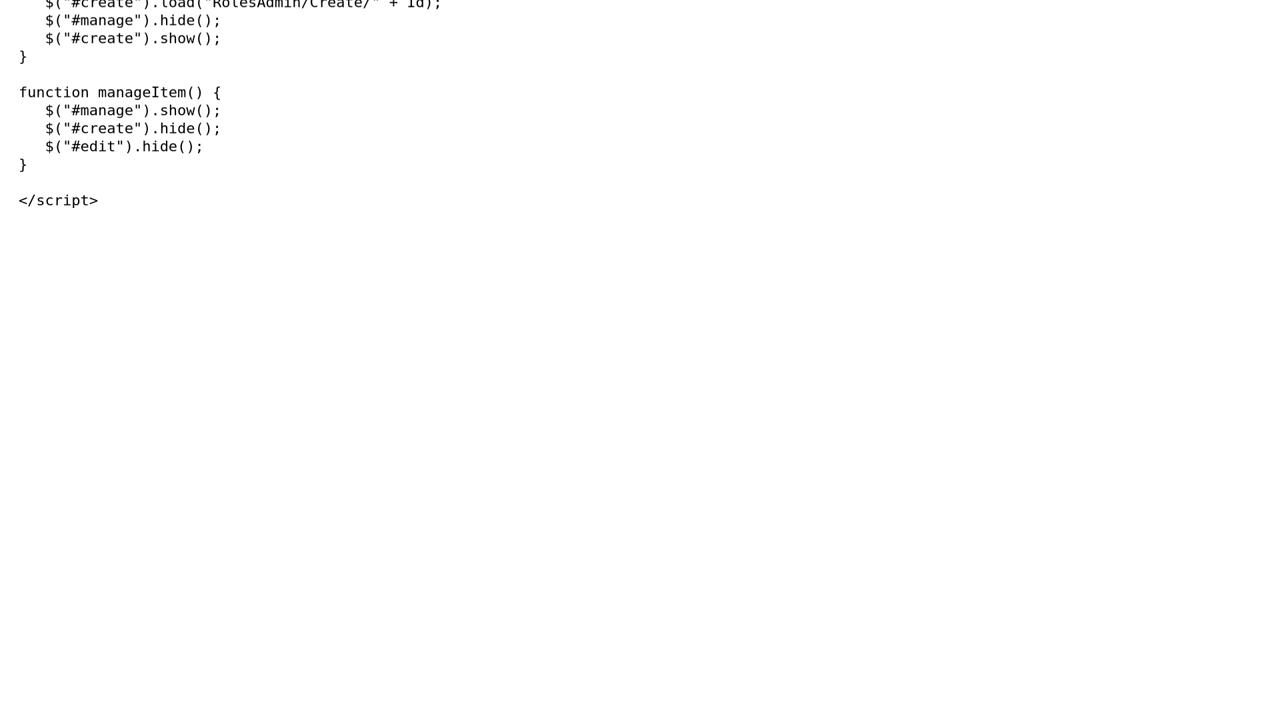 $("#create").load("RolesAdmin/Create/" + id);
$("#manage").hide();
$("#create").show();
}
function manageItem() {
$("#manage").show();
$("#create").hide();
$("#edit").hide();
}
</script>